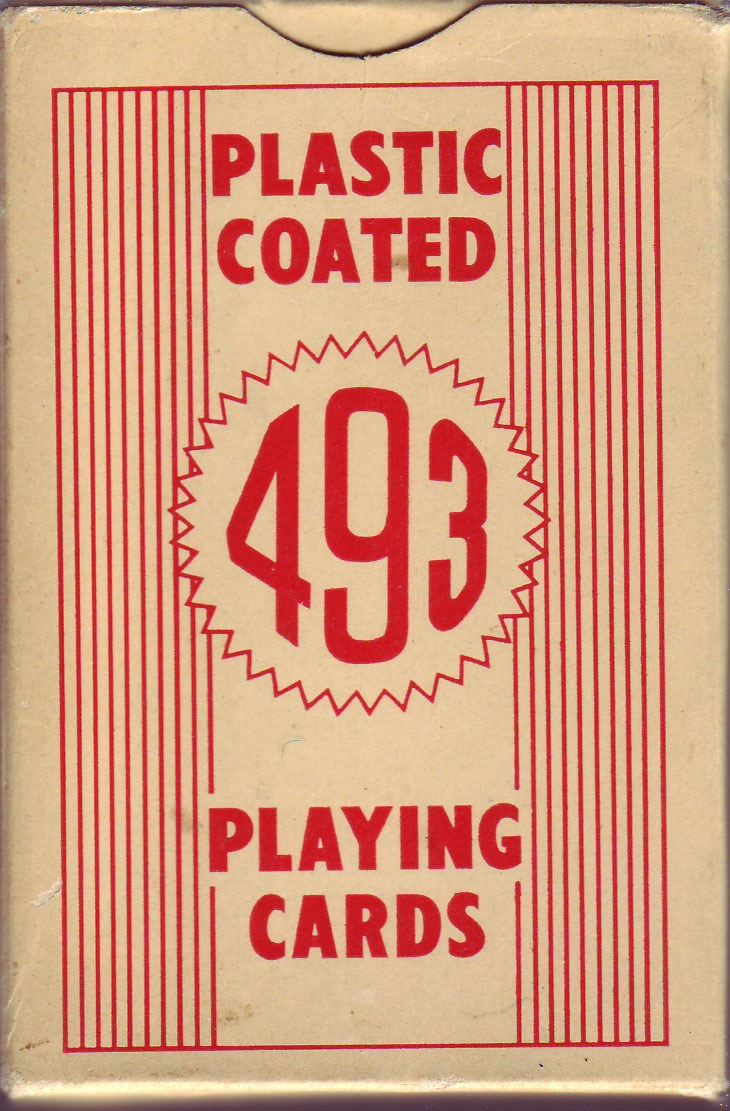 PLASTIC
COATED
493
PLAYING
CARDS